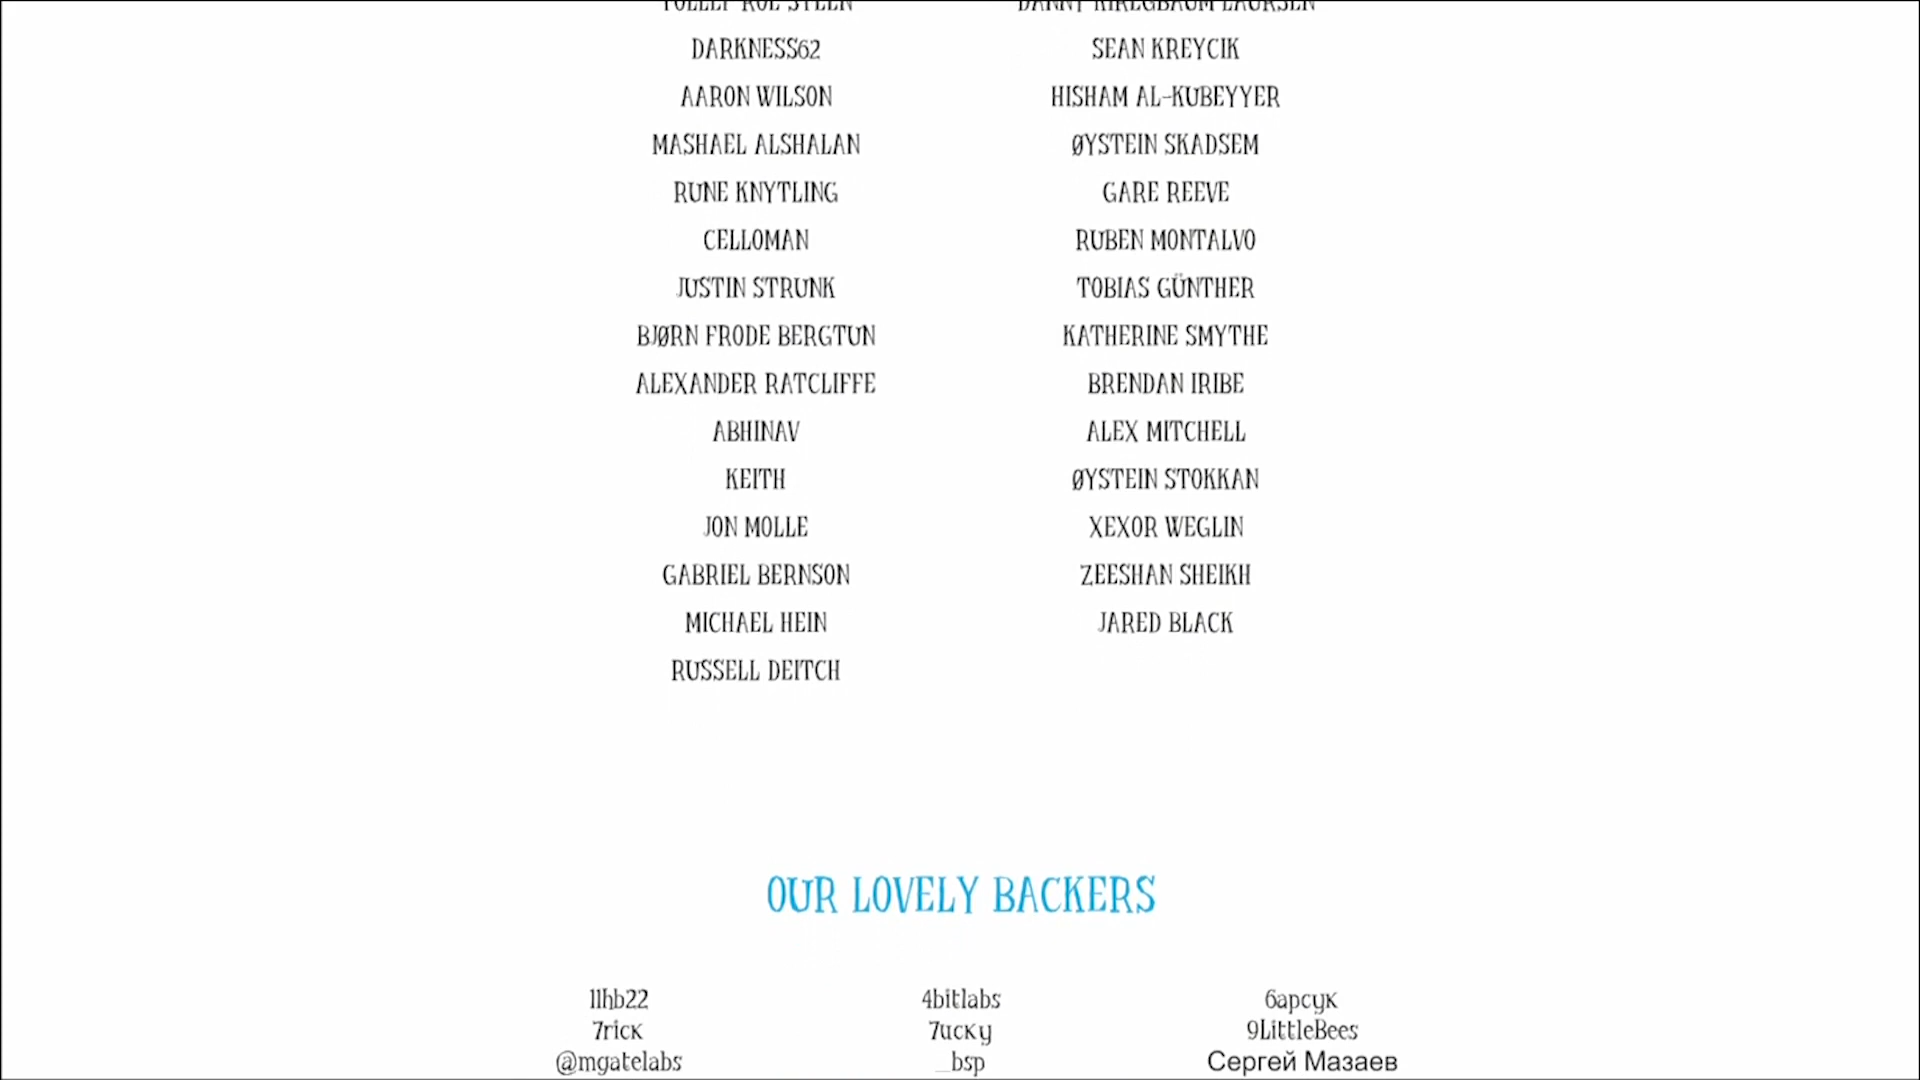 DARKNESS62 SEAN KREYCIK
AARON WILSON HISHAM AL-KUBEYYER
MASHAEL ALSHALAN ØYSTEIN SKADSEM
RUNE KNYTLING GARE REEVE
CELLOMAN RUBEN MONTALVO
JUSTIN STRUNK TOBIAS GÜNTHER
BJØRN FRODE BERGTUN KATHERINE SMYTHE
ALEXANDER RATCLIFFE BRENDAN IRIBE
ABHINAV ALEX MITCHELL
KEITH ØYSTEIN STOKKAN
JON MOLLE XEXOR WEGLIN
GABRIEL BERNSON ZEESHAN SHEIKH
MICHAEL HEIN JARED BLACK
RUSSELL DEITCH
OUR LOVELY BACKERS
11hb22 4bitlabs 6apcyk
7rick 7ucky 9LittleBees
@mgatelabs _bsp Сергей Мазаев